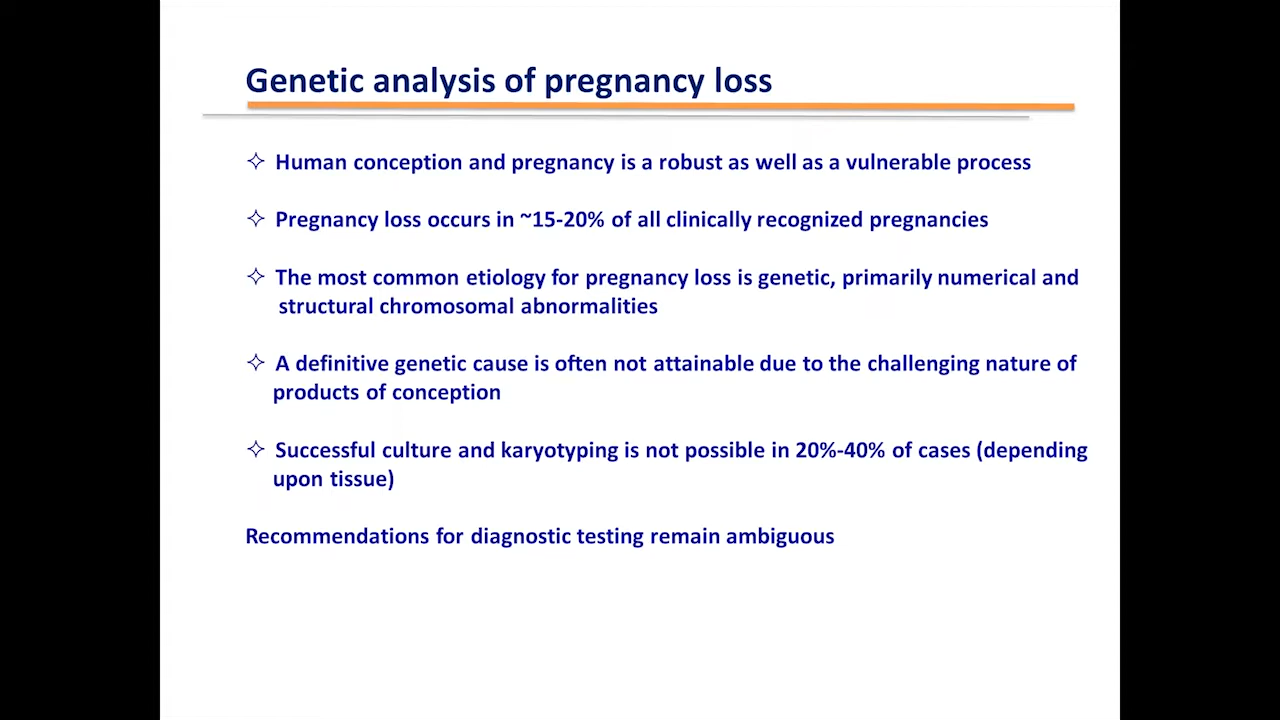 Genetic analysis of pregnancy loss
✧ Human conception and pregnancy is a robust as well as a vulnerable process
✧ Pregnancy loss occurs in ~15-20% of all clinically recognized pregnancies
✧ The most common etiology for pregnancy loss is genetic, primarily numerical and
structural chromosomal abnormalities
✧ A definitive genetic cause is often not attainable due to the challenging nature of
products of conception
✧ Successful culture and karyotyping is not possible in 20%-40% of cases (depending
upon tissue)
Recommendations for diagnostic testing remain ambiguous